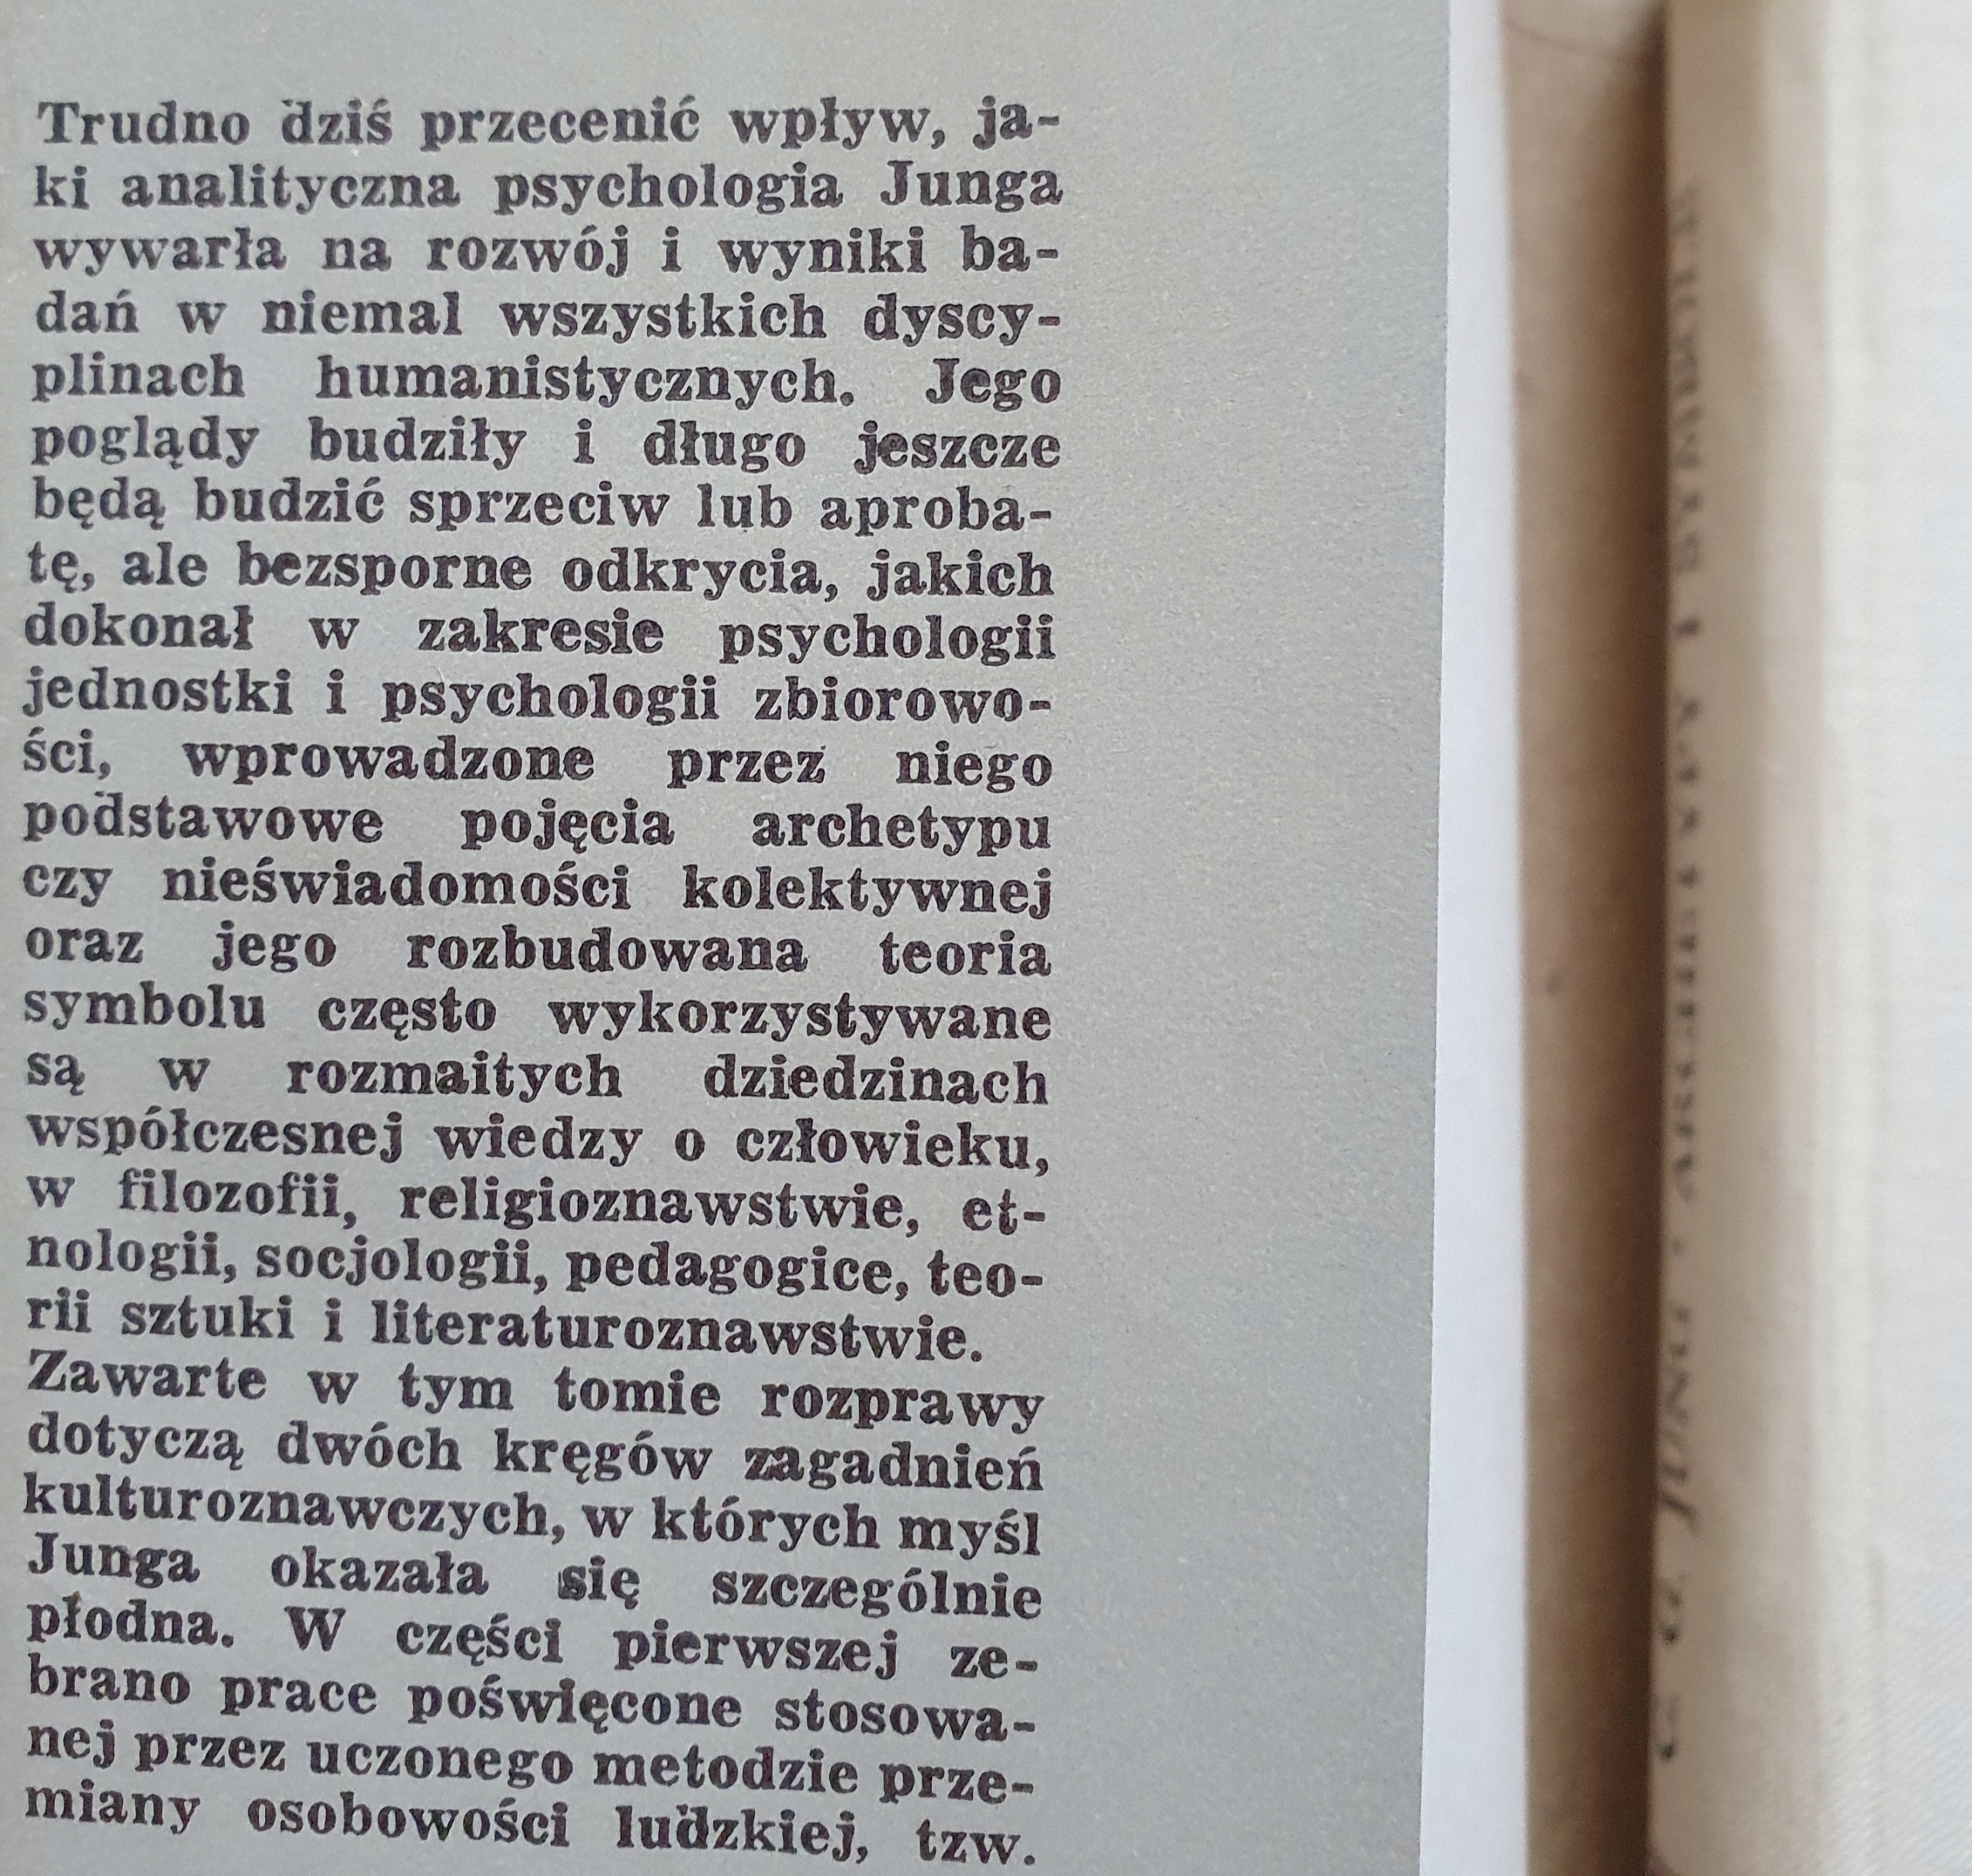 Trudno dziś przecenić wpływ, ja-
ki analityczna psychologia Junga
wywarła na rozwój i wyniki ba-
dań w niemal wszystkich dyscy-
plinach humanistycznych. Jego
poglądy budziły i długo jeszcze
będą budzić sprzeciw lub aproba-
tę, ale bezsporne odkrycia, jakich
dokonał w zakresie psychologii
jednostki i psychologii zbiorowo-
ści, wprowadzone przez niego
podstawowe pojęcia archetypu
czy nieświadomości kolektywnej
oraz jego rozbudowana teoria
symbolu często wykorzystywane
są w rozmaitych dziedzinach
współczesnej wiedzy o człowieku,
w filozofii, religioznawstwie, et-
nologii, socjologii, pedagogice, teo-
rii sztuki i literaturoznawstwie.
Zawarte w tym tomie rozprawy
dotyczą dwóch kręgów zagadnień
kulturoznawczych, w których myśl
Junga okazała się szczególnie
płodna. W części pierwszej ze-
brano prace poświęcone stosowa-
nej przez uczonego metodzie prze-
miany osobowości ludzkiej, tzw.